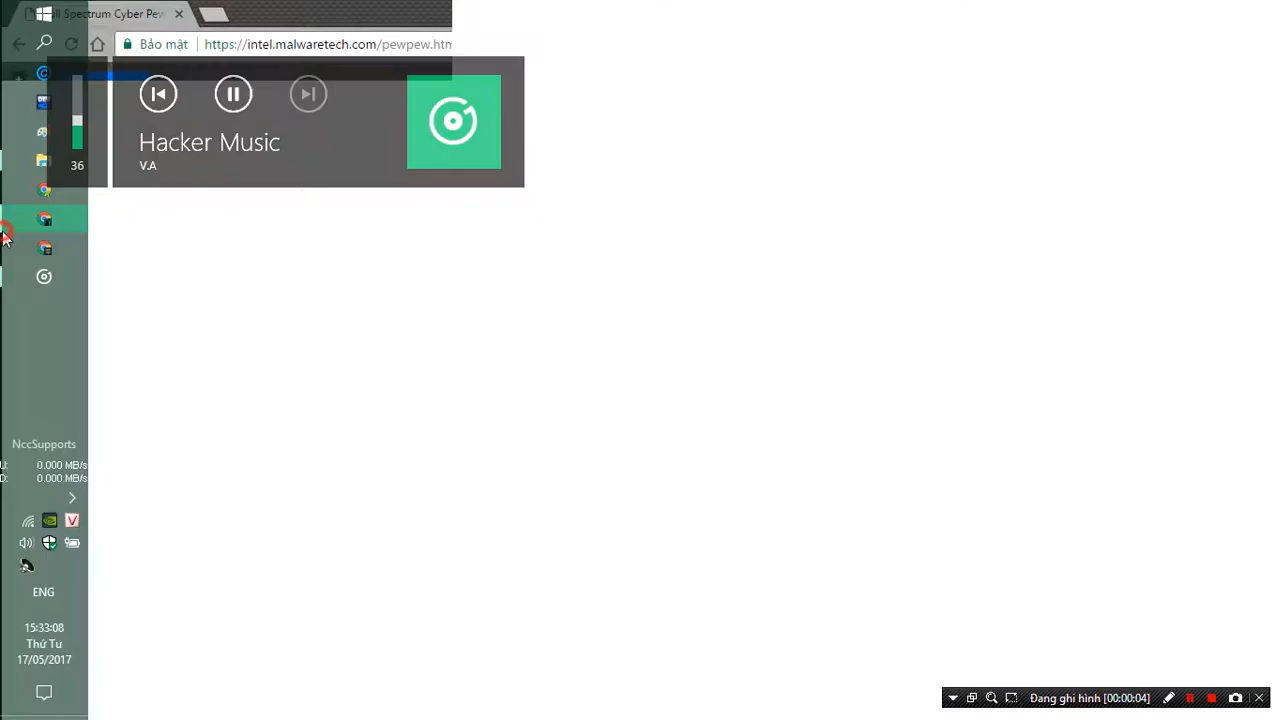 Spectrum Cyber Pew
Bảo mật
https://intel.malwaretech.com/pewpew.htm
Hacker Music
V.A
36
NccSupports
U: 0.000 MB/s
D: 0.000 MB/s
V
ENG
15:33:08
Thứ Tư
17/05/2017
Đang ghi hình [00:00:04]